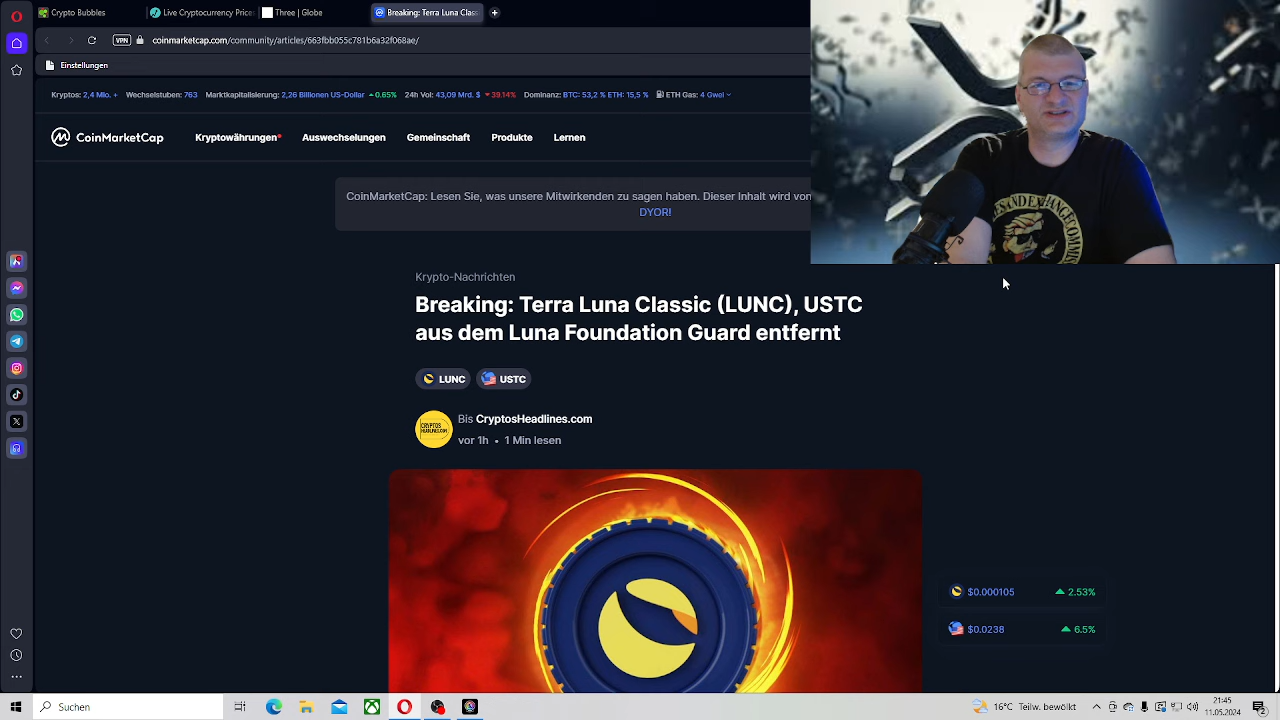 Crypto Bubbles
Live Cryptocurrency Price
Three | Globe
Breaking: Terra Luna Clas
VPN
coinmarketcap.com/community/articles/663fbb055c781b6a32f068ae/
Einstellungen
Kryptos: 2,4 Mio. + Wechselstuben: 763 Marktkapitalisierung: 2,26 Billionen US-Dollar 0.65% 24h Vol: 43,09 Mrd. $ 39.14% Dominanz: BTC: 53,2 % ETH: 15,5 % ETH Gas: 4 Gwei
CoinMarketCap Kryptowährungen Auswechselungen Gemeinschaft Produkte Lernen
CoinMarketCap: Lesen Sie, was unsere Mitwirkenden zu sagen haben. Dieser Inhalt wird von
DYOR!
Krypto-Nachrichten
Breaking: Terra Luna Classic (LUNC), USTC
aus dem Luna Foundation Guard entfernt
LUNC USTC
CRYPTOS
HEADLINES.COM
Bis CryptosHeadlines.com
vor 1h • 1 Min lesen
$0.000105 2.53%
$0.0238 6.5%
Suchen
16°C Teilw. bewölkt
21:45
11.05.2024
2